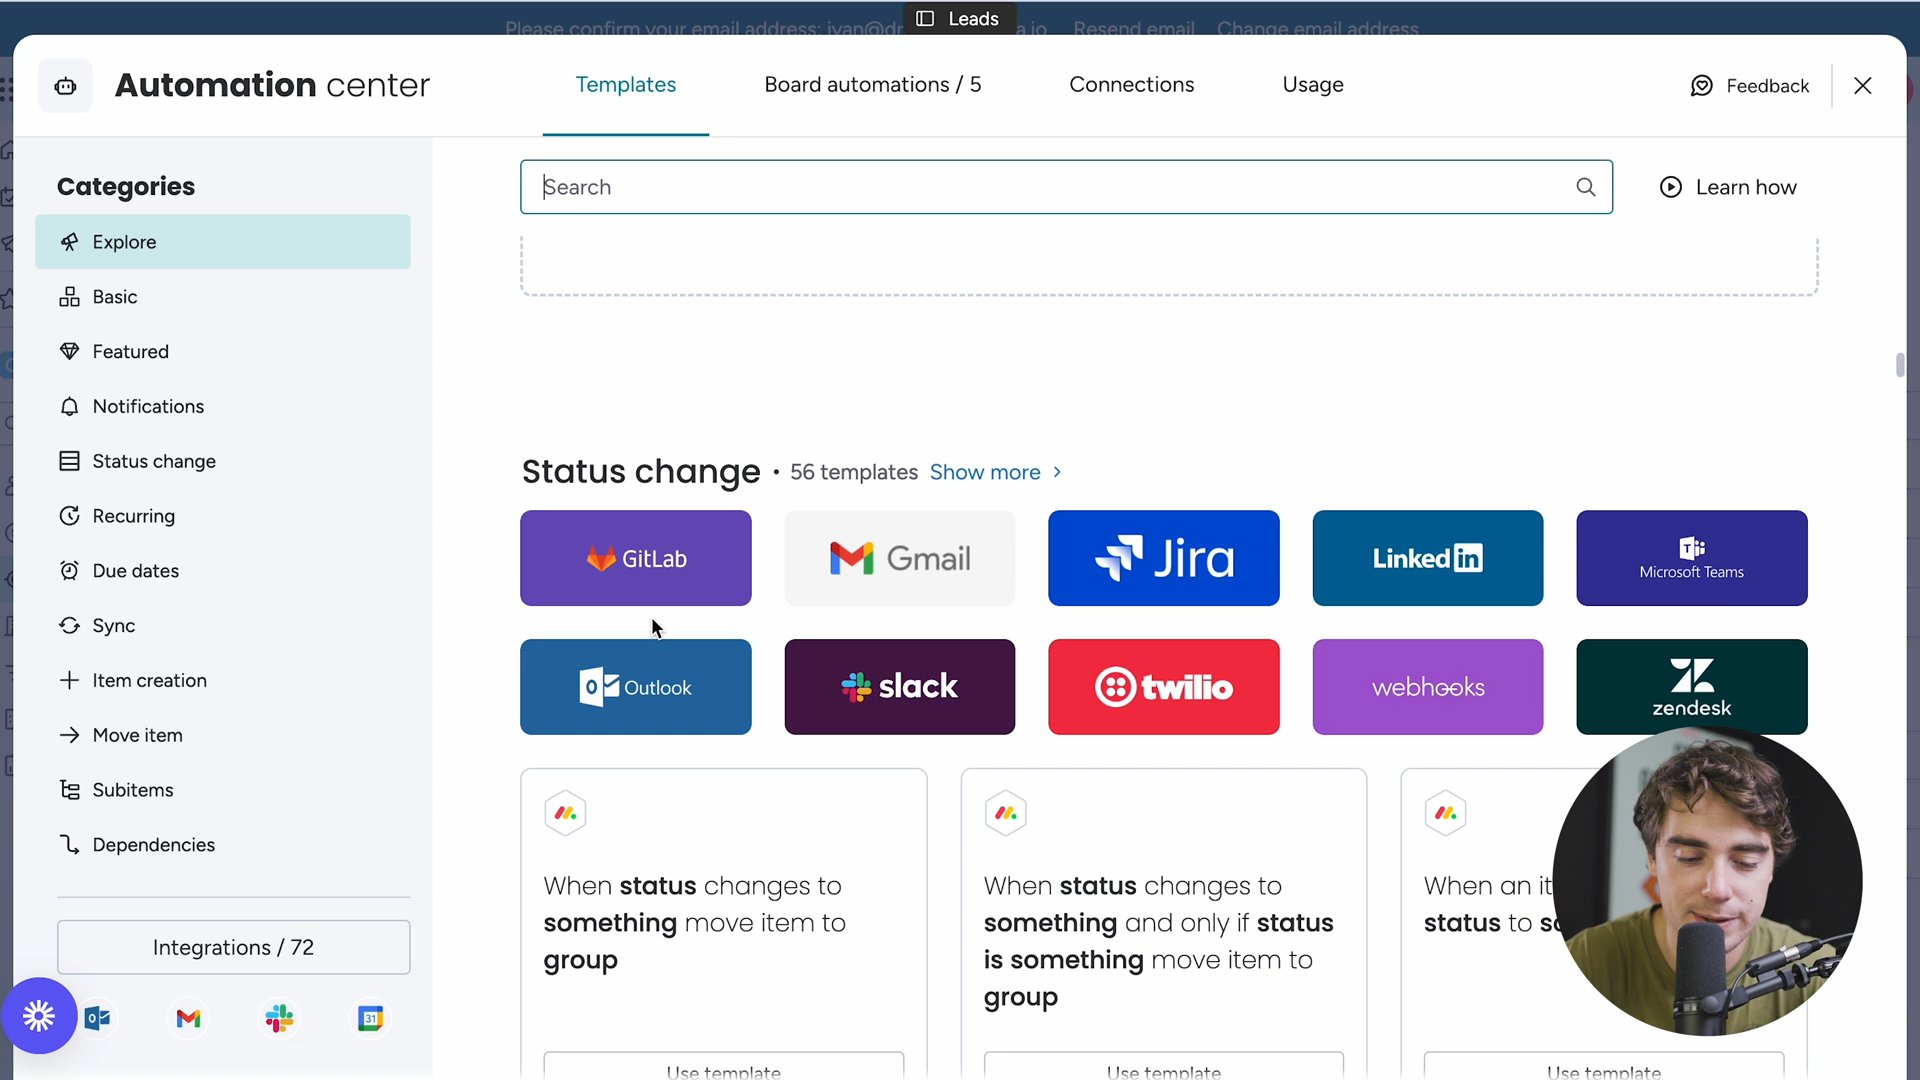 Please confirm your email address: ivan@dr
a.io
Resend email
Change email address
Leads
Automation center
Templates
Board automations / 5
Connections
Usage
Feedback
Search
Learn how
Categories
Explore
Basic
Featured
Notifications
Status change
Recurring
Due dates
Sync
Item creation
Move item
Subitems
Dependencies
Integrations / 72
31
Status change • 56 templates Show more >
GitLab
Gmail
Jira
Linked in
Microsoft Teams
Outlook
slack
twilio
webhooks
zendesk
When status changes to
something move item to
group
Use template
When status changes to
something and only if status
is something move item to
group
Use template
When an it
status to so
Use template